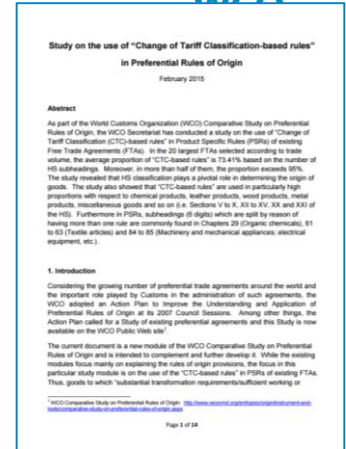 Study on the use of “Change of Tariff Classification-based rules”
in Preferential Rules of Origin
February 2015
Abstract
As part of the World Customs Organization (WCO) Comparative Study on Preferential
Rules of Origin, the WCO Secretariat has conducted a study on the use of “Change of
Tariff Classification (CTC)-based rules” in Product Specific Rules (PSRs) of existing
Free Trade Agreements (FTAs). In the 20 largest FTAs selected according to trade
volume, the average proportion of “CTC-based rules” is 73.41% based on the number of
HS subheadings. Moreover, in more than half of them, the proportion exceeds 95%.
The study revealed that HS classification plays a pivotal role in determining the origin of
goods. The study also showed that “CTC-based rules” are used in particularly high
proportions with respect to chemical products, leather products, wood products, metal
products, miscellaneous goods and so on (i.e. Sections V to X, XII to XV, XX and XXI of
the HS). Furthermore in PSRs, subheadings (6 digits) which are split by reason of
having more than one rule are commonly found in Chapters 29 (Organic chemicals), 61
to 63 (Textile articles) and 84 to 85 (Machinery and mechanical appliances; electrical
equipment, etc.).
1. Introduction
Considering the growing number of preferential trade agreements around the world and
the important role played by Customs in the administration of such agreements, the
WCO adopted an Action Plan to Improve the Understanding and Application of
Preferential Rules of Origin at its 2007 Council Sessions. Among other things, the
Action Plan called for a Study of existing preferential agreements and this Study is now
available on the WCO Public web site¹.
The current document is a new module of the WCO Comparative Study on Preferential
Rules of Origin and is intended to complement and further develop it. While the existing
modules focus mainly on explaining the rules of origin provisions, the focus in this
particular study module is on the use of the “CTC-based rules” in PSRs of existing FTAs.
Thus, goods to which “substantial transformation requirements/sufficient working or
¹ WCO Comparative Study on Preferential Rules of Origin: http://www.wcoomd.org/en/topics/origin/instrument-and-
tools/comparative-study-on-preferential-rules-of-origin.aspx
Page 1 of 14